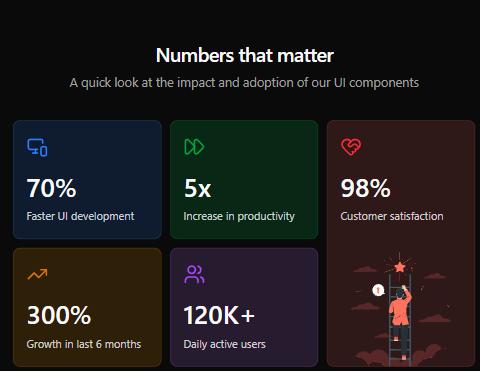 Numbers that matter
A quick look at the impact and adoption of our UI components
70%
Faster UI development
5x
Increase in productivity
98%
Customer satisfaction
300%
Growth in last 6 months
120K+
Daily active users